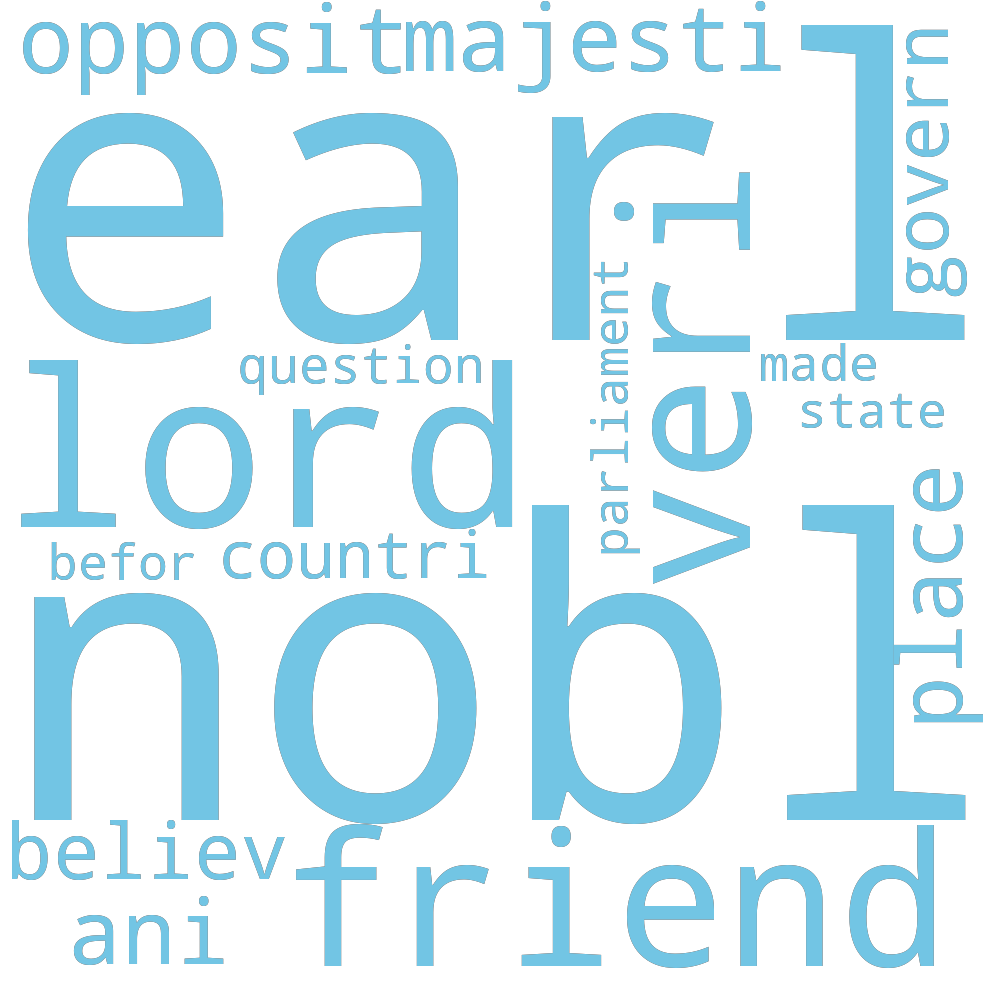 opposit majesti
earl
govern
veri
parliament
question
made
lord
state
place
befor countri
nobl
believ
friend
ani